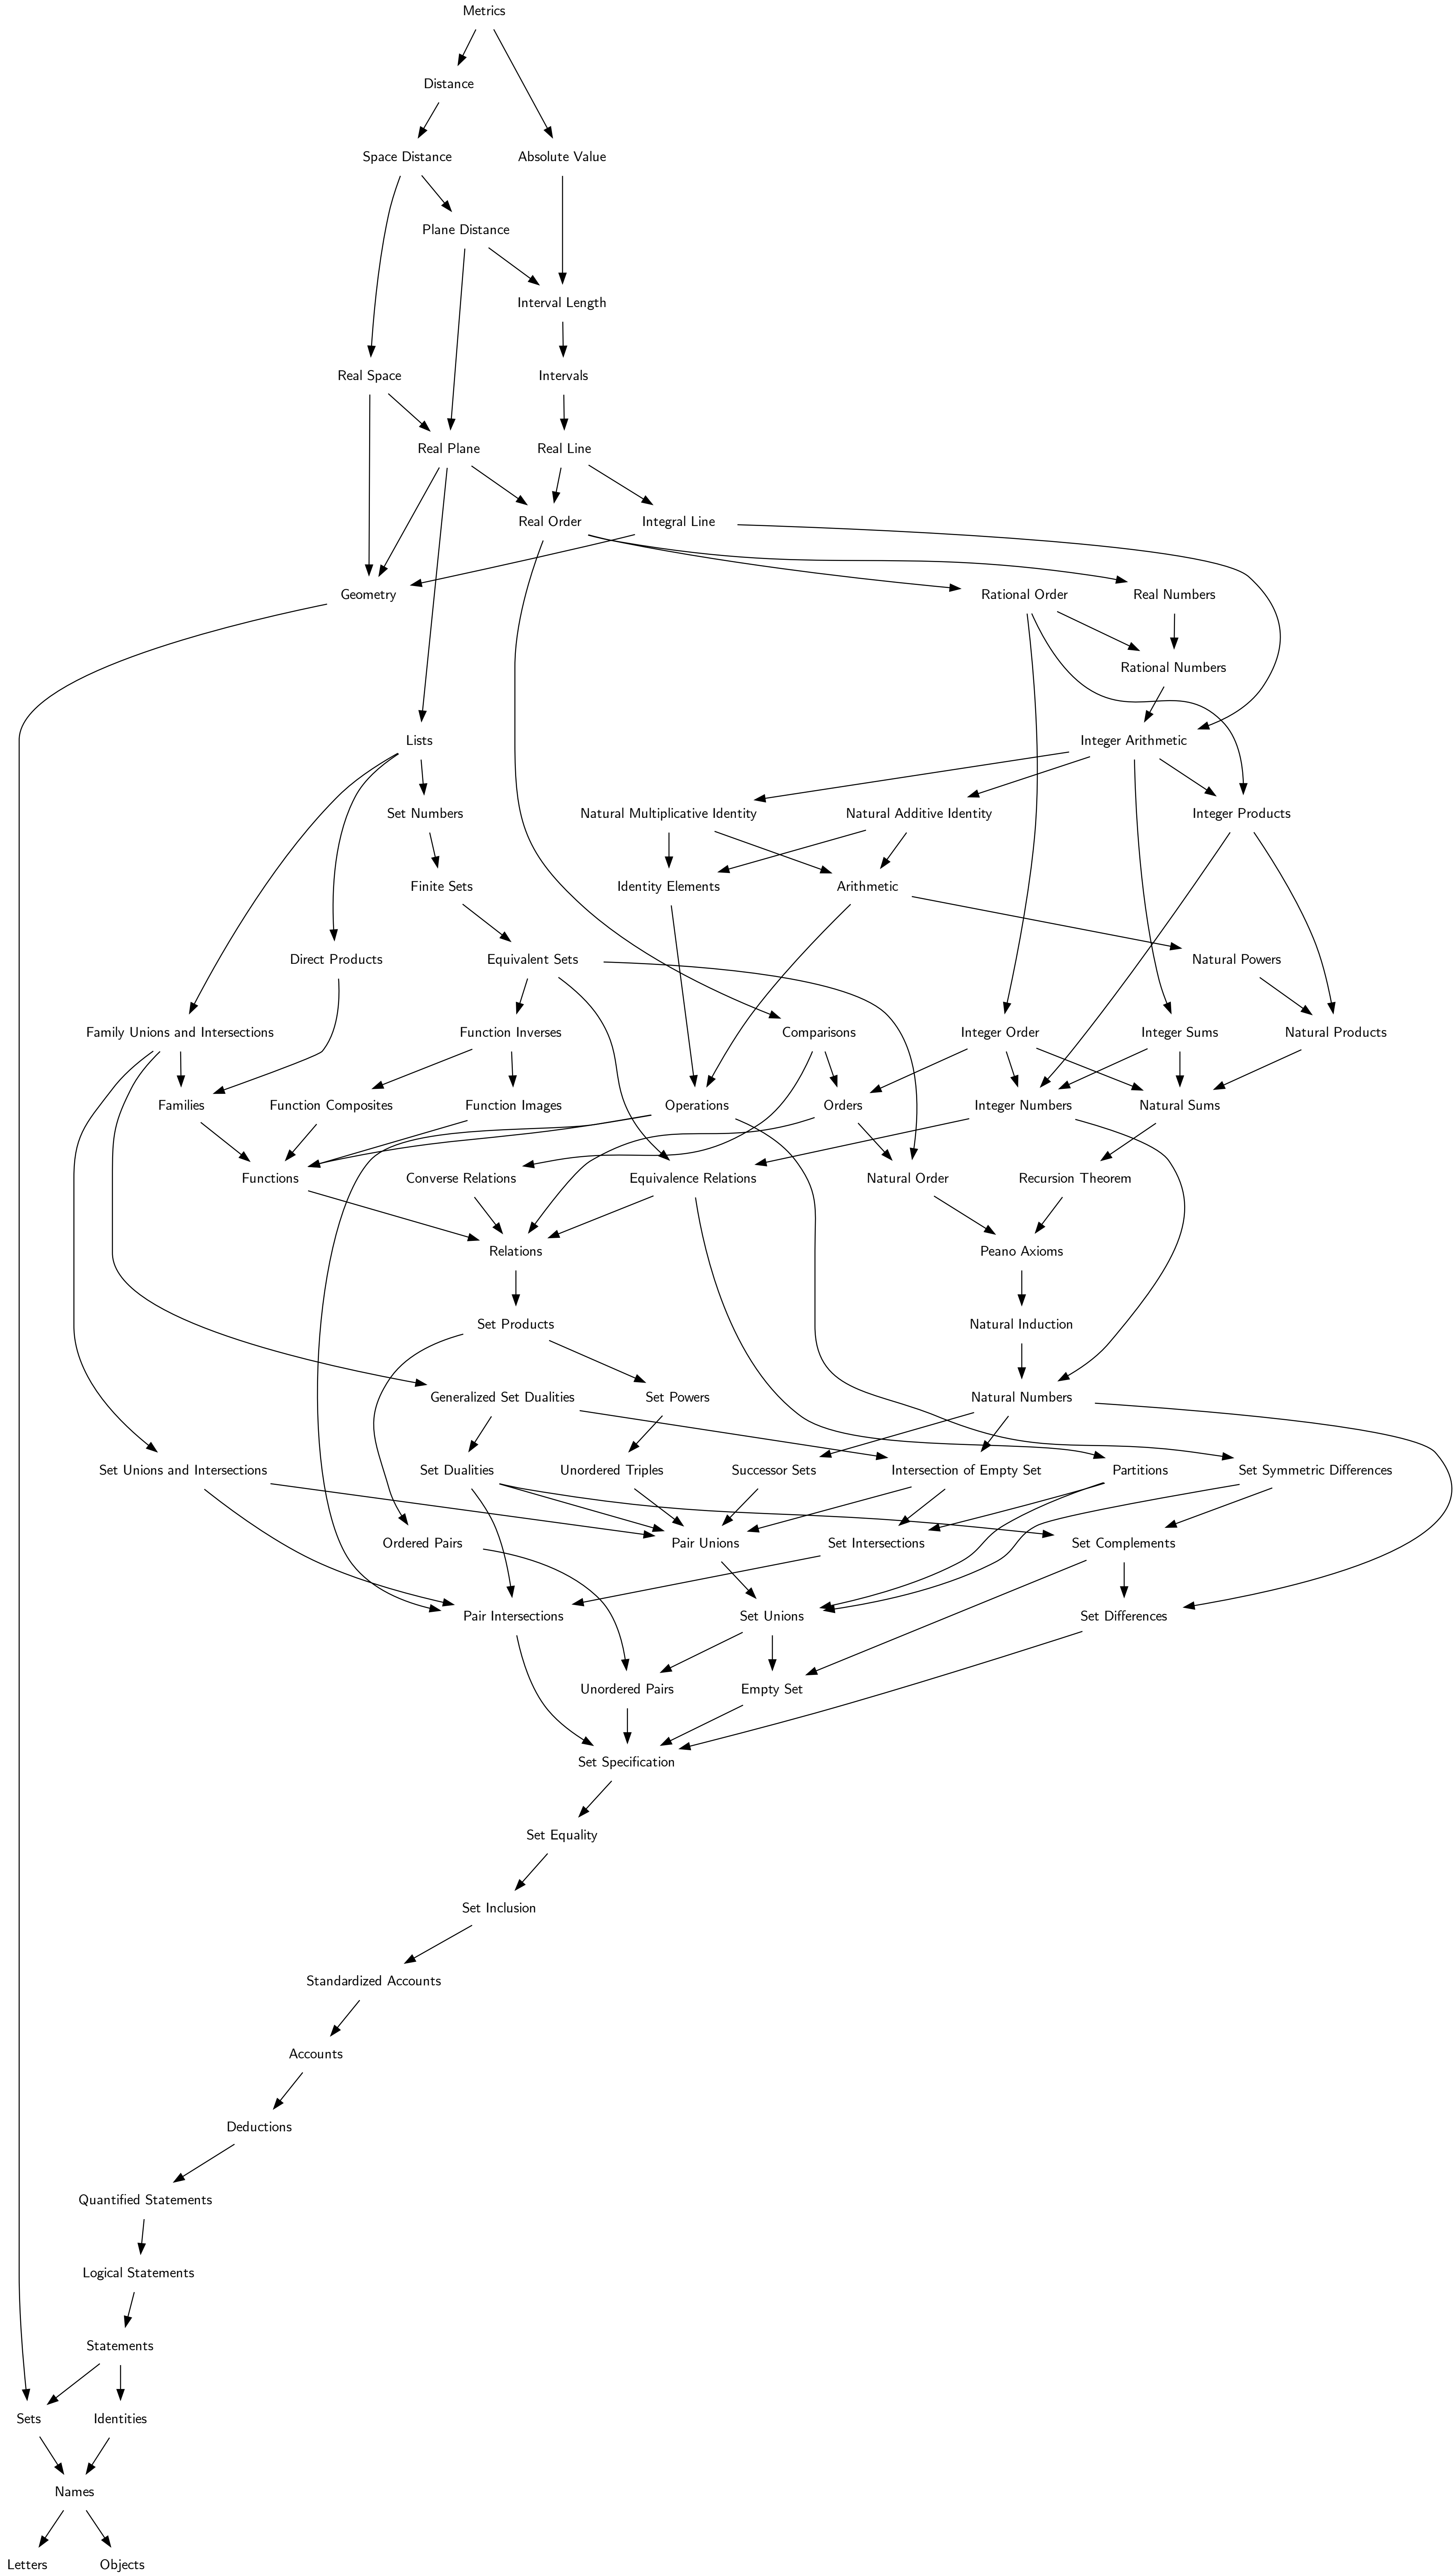 Metrics
Distance
Space Distance
Absolute Value
Plane Distance
Interval Length
Real Space
Intervals
Real Plane
Real Line
Real Order
Integral Line
Geometry
Rational Order
Real Numbers
Rational Numbers
Lists
Integer Arithmetic
Set Numbers
Natural Multiplicative Identity
Natural Additive Identity
Integer Products
Finite Sets
Identity Elements
Arithmetic
Direct Products
Equivalent Sets
Natural Powers
Family Unions and Intersections
Function Inverses
Comparisons
Integer Order
Integer Sums
Natural Products
Families
Function Composites
Function Images
Operations
Orders
Integer Numbers
Natural Sums
Functions
Converse Relations
Equivalence Relations
Natural Order
Recursion Theorem
Relations
Peano Axioms
Set Products
Natural Induction
Generalized Set Dualities
Set Powers
Natural Numbers
Set Unions and Intersections
Set Dualities
Unordered Triples
Successor Sets
Intersection of Empty Set
Partitions
Set Symmetric Differences
Ordered Pairs
Pair Unions
Set Intersections
Set Complements
Pair Intersections
Set Unions
Set Differences
Unordered Pairs
Empty Set
Set Specification
Set Equality
Set Inclusion
Standardized Accounts
Accounts
Deductions
Quantified Statements
Logical Statements
Statements
Sets
Identities
Names
Letters
Objects